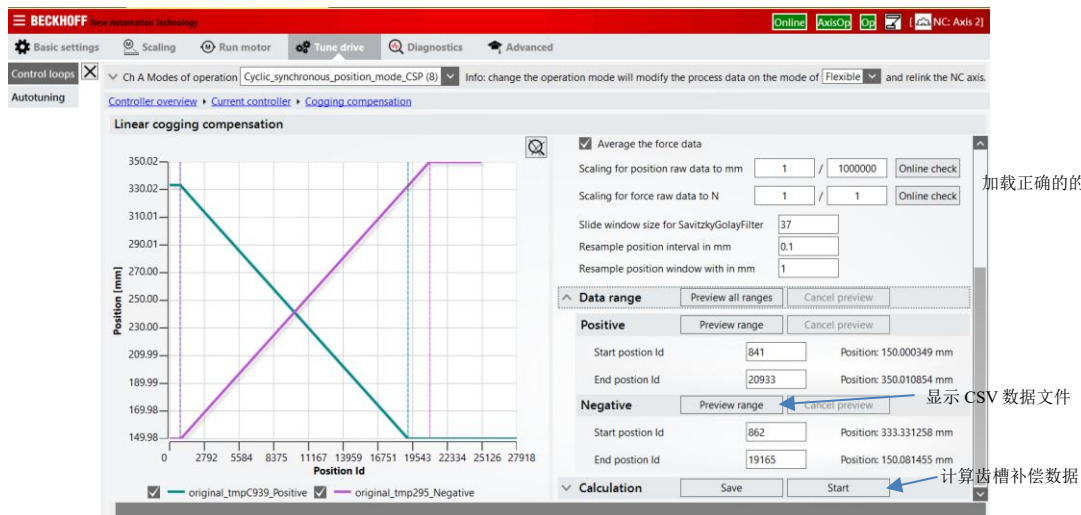 BECKHOFF New Automation Technology Online AxisOp Op [ NC: Axis 2]
Basic settings Scaling Run motor Tune drive Diagnostics Advanced
Control loops
Autotuning
Ch A Modes of operation Cyclic_synchronous_position_mode_CSP (8) Info: change the operation mode will modify the process data on the mode of Flexible and relink the NC axis.
Controller overview Current controller Cogging compensation
Linear cogging compensation
Position [mm]
350.02
330.02
310.01
290.01
270.00
250.00
230.00
209.99
189.99
169.98
149.98
0 2792 5584 8375 11167 13959 16751 19543 22334 25126 27918
Position Id
original_tmpC939_Positive original_tmp295_Negative
Average the force data
Scaling for position raw data to mm 1 / 1000000 Online check
Scaling for force raw data to N 1 / 1 Online check
Slide window size for SavitzkyGolayFilter 37
Resample position interval in mm 0.1
Resample position window with in mm 1
Data range Preview all ranges Cancel preview
Positive Preview range Cancel preview
Start postion Id 841 Position: 150.000349 mm
End postion Id 20933 Position: 350.010854 mm
Negative Preview range Cancel preview
Start postion Id 862 Position: 333.331258 mm
End postion Id 19165 Position: 150.081455 mm
Calculation Save Start
加载正确的的
显示 CSV 数据文件
计算齿槽补偿数据